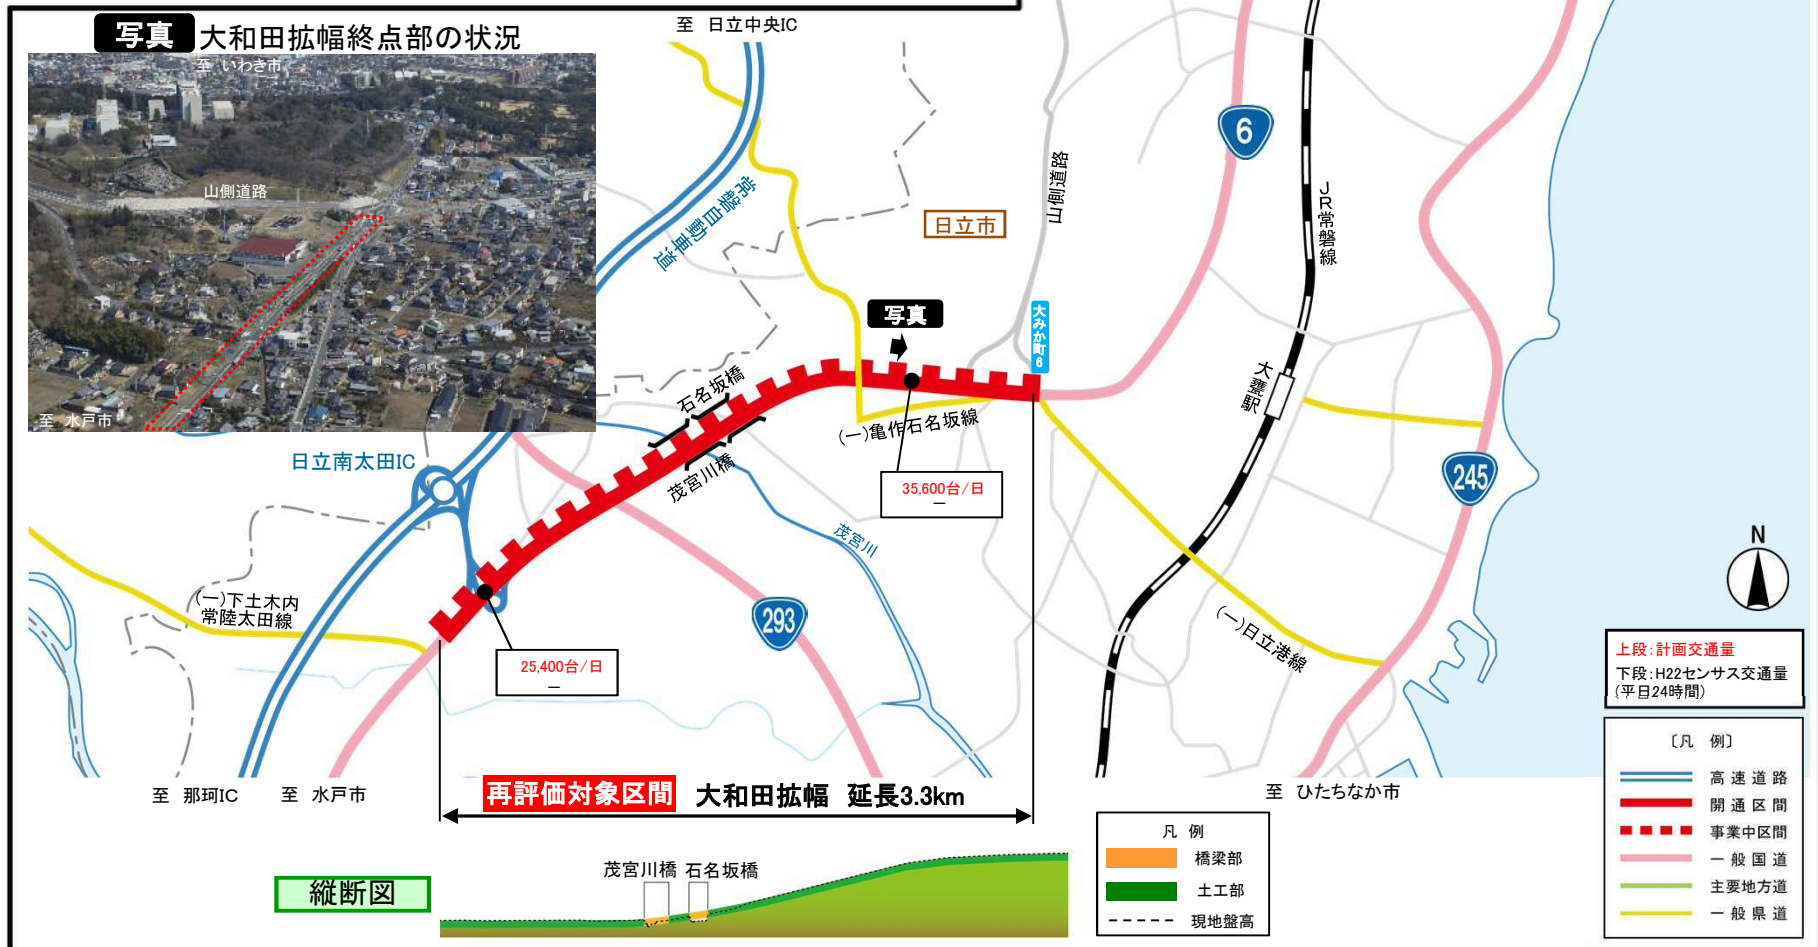 写真 大和田拡幅終点部の状況
至 いわき市
山側道路
至 水戸市
至 日立中央IC
常磐自動車道
日立市
山側道路
6
JR常磐線
大みか町6
写真
大甕駅
石名坂橋
茂宮川橋
(一)亀作石名坂線
35,600台/日
－
日立南太田IC
茂宮川
245
(一)下土木内
常陸太田線
293
25,400台/日
－
(一)日立港線
N
上段:計画交通量
下段:H22センサス交通量
(平日24時間)
至 那珂IC
至 水戸市
至 ひたちなか市
再評価対象区間 大和田拡幅 延長3.3km
〔凡 例〕
高速道路
開通区間
事業中区間
一般国道
主要地方道
一般県道
縦断図
茂宮川橋 石名坂橋
凡 例
橋梁部
土工部
現地盤高